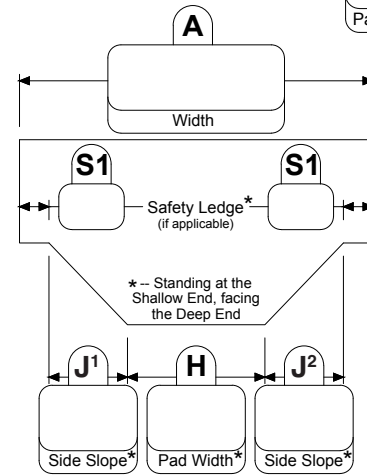 A
Pa
Width
S1 S1
Safety Ledge*
(if applicable)
* -- Standing at the
Shallow End, facing
the Deep End
J¹ H J²
Side Slope* Pad Width* Side Slope*